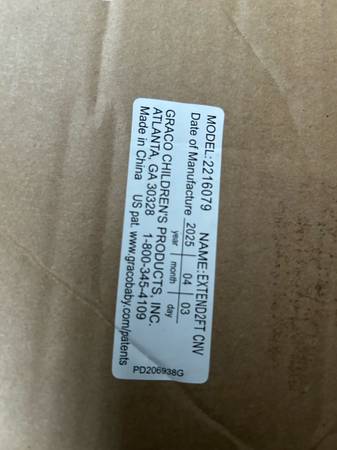 MODEL:2216079 NAME:EXTEND2FT CNV
Date of Manufacture 2025 04 03
year month day
GRACO CHILDREN'S PRODUCTS, INC.
ATLANTA, GA 30328 1-800-345-4109
Made in China US pat. www.gracobaby.com/patents
PD206938G